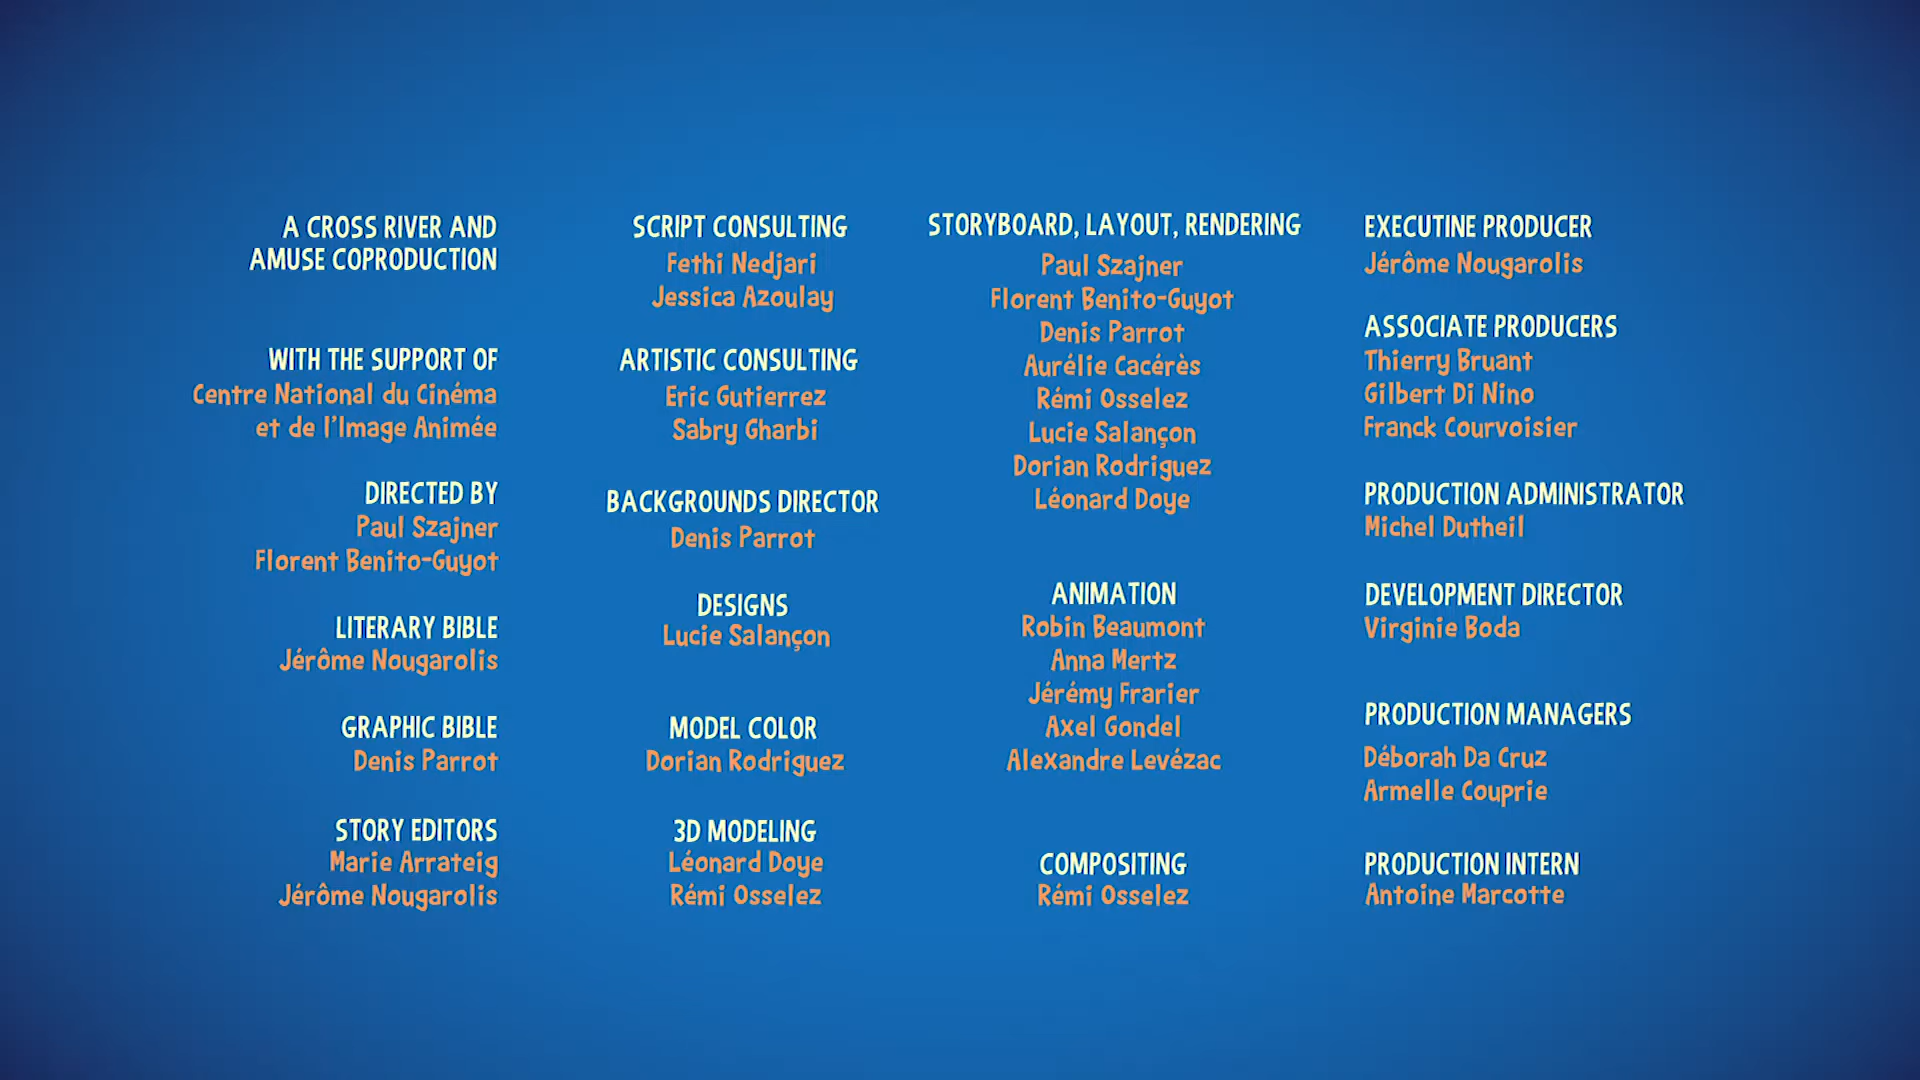 A CROSS RIVER AND
AMUSE COPRODUCTION
WITH THE SUPPORT OF
Centre National du Cinéma
et de l'Image Animée
DIRECTED BY
Paul Szajner
Florent Benito-Guyot
LITERARY BIBLE
Jérôme Nougarolis
GRAPHIC BIBLE
Denis Parrot
STORY EDITORS
Marie Arrateig
Jérôme Nougarolis
SCRIPT CONSULTING
Fethi Nedjari
Jessica Azoulay
ARTISTIC CONSULTING
Eric Gutierrez
Sabry Gharbi
BACKGROUNDS DIRECTOR
Denis Parrot
DESIGNS
Lucie Salançon
MODEL COLOR
Dorian Rodriguez
3D MODELING
Léonard Doye
Rémi Osselez
STORYBOARD, LAYOUT, RENDERING
Paul Szajner
Florent Benito-Guyot
Denis Parrot
Aurélie Cacérès
Rémi Osselez
Lucie Salançon
Dorian Rodriguez
Léonard Doye
ANIMATION
Robin Beaumont
Anna Mertz
Jérémy Frarier
Axel Gondel
Alexandre Levézac
COMPOSITING
Rémi Osselez
EXECUTINE PRODUCER
Jérôme Nougarolis
ASSOCIATE PRODUCERS
Thierry Bruant
Gilbert Di Nino
Franck Courvoisier
PRODUCTION ADMINISTRATOR
Michel Dutheil
DEVELOPMENT DIRECTOR
Virginie Boda
PRODUCTION MANAGERS
Déborah Da Cruz
Armelle Couprie
PRODUCTION INTERN
Antoine Marcotte